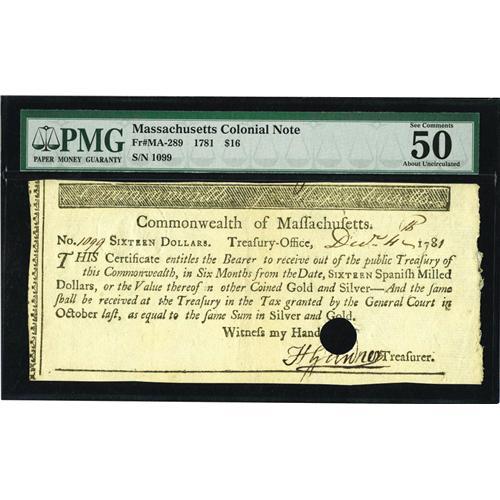 PMG
PAPER MONEY GUARANTY
Massachusetts Colonial Note
Fr#MA-289 1781 $16
S/N 1099
See Comments
50
About Uncirculated
Commonwealth of Maſſachuſetts.
No. 1099 SIXTEEN DOLLARS. Treaſury-Office, Decr. 4 1781
THIS Certificate entitles the Bearer to receive out of the public Treaſury of
this Commonwealth, in Six Months from the Date, SIXTEEN Spaniſh Milled
Dollars, or the Value thereof in other Coined Gold and Silver—And the ſame
ſhall be received at the Treaſury in the Tax granted by the General Court in
October laſt, as equal to the ſame Sum in Silver and Gold.
Witneſs my Hand
Treaſurer.